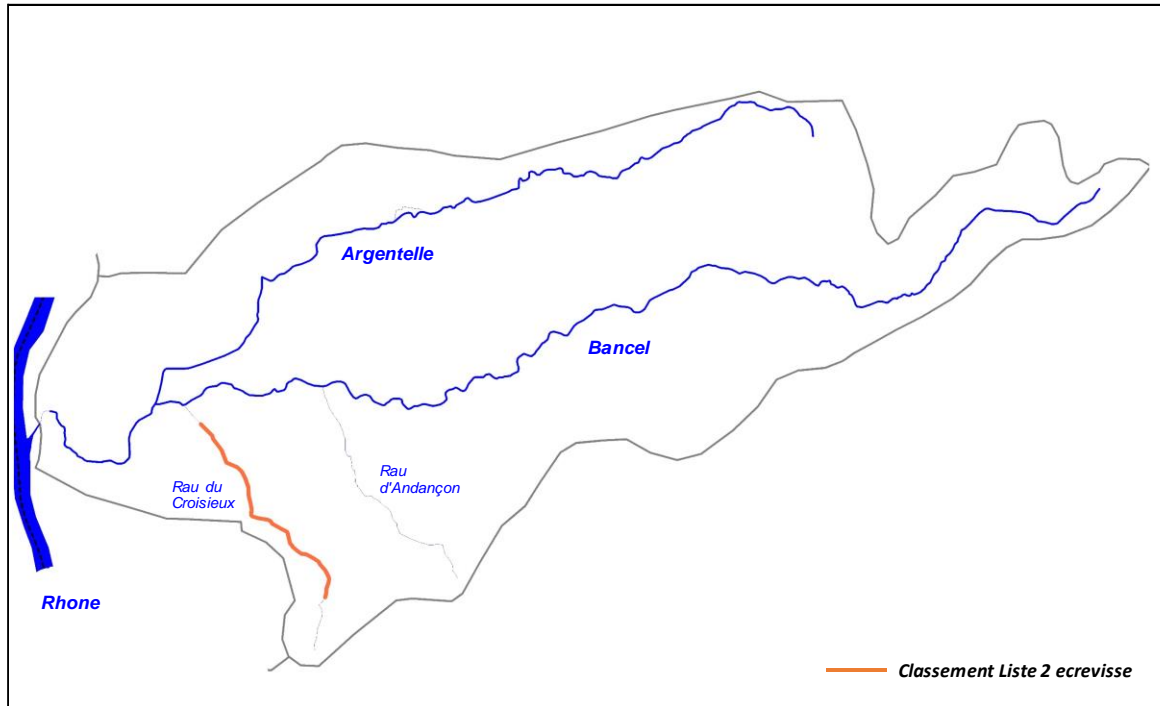 Argentelle
Bancel
Rau
d'Andançon
Rau du
Croisieux
Rhone
Classement Liste 2 ecrevisse